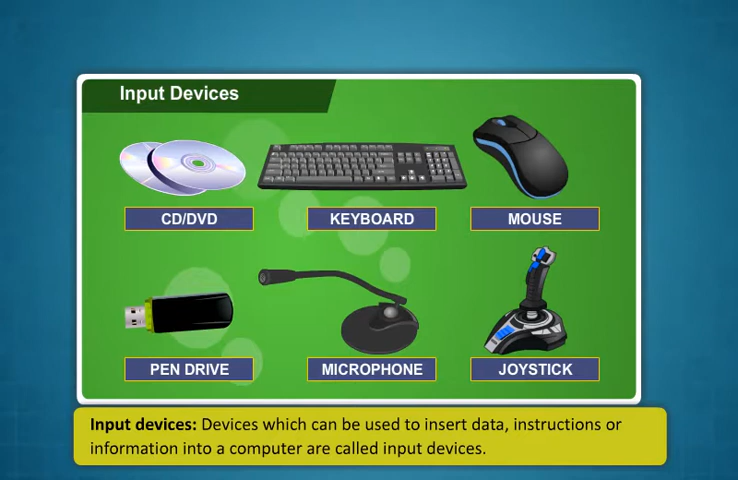 Input Devices
CD/DVD
KEYBOARD
MOUSE
PEN DRIVE
MICROPHONE
JOYSTICK
Input devices: Devices which can be used to insert data, instructions or
information into a computer are called input devices.